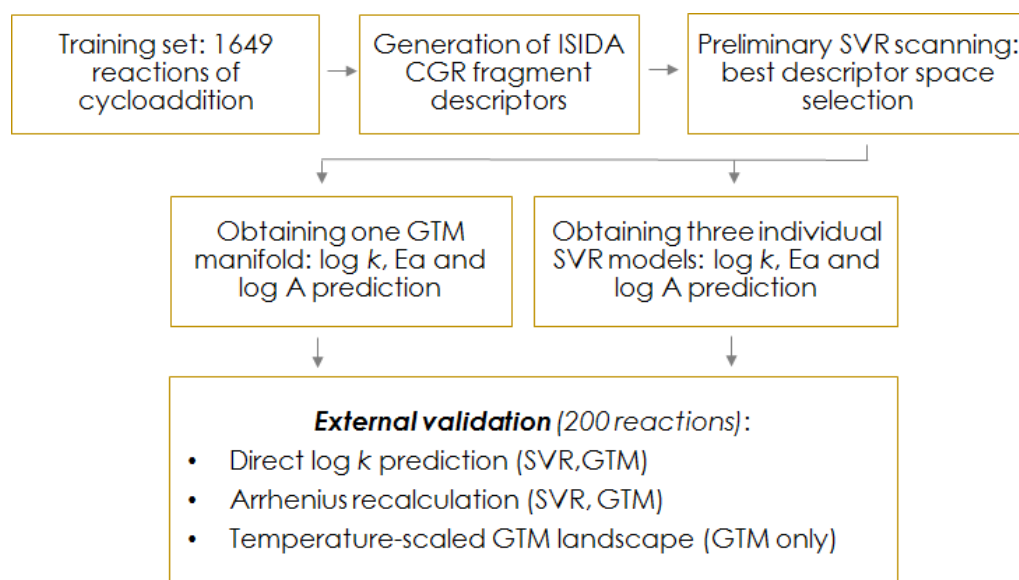 Training set: 1649
reactions of
cycloaddition
Generation of ISIDA
CGR fragment
descriptors
Preliminary SVR scanning:
best descriptor space
selection
Obtaining one GTM
manifold: log k, Ea and
log A prediction
Obtaining three individual
SVR models: log k, Ea and
log A prediction
External validation (200 reactions):
• Direct log k prediction (SVR,GTM)
• Arrhenius recalculation (SVR, GTM)
• Temperature-scaled GTM landscape (GTM only)